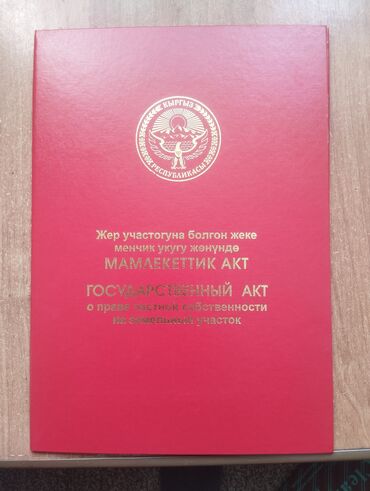 КЫРГЫЗ
РЕСПУБЛИКАСЫ
Жер участогуна болгон жеке
менчик укугу жөнүндө
МАМЛЕКЕТТИК АКТ
ГОСУДАРСТВЕННЫЙ АКТ
о праве частной собственности
на земельный участок